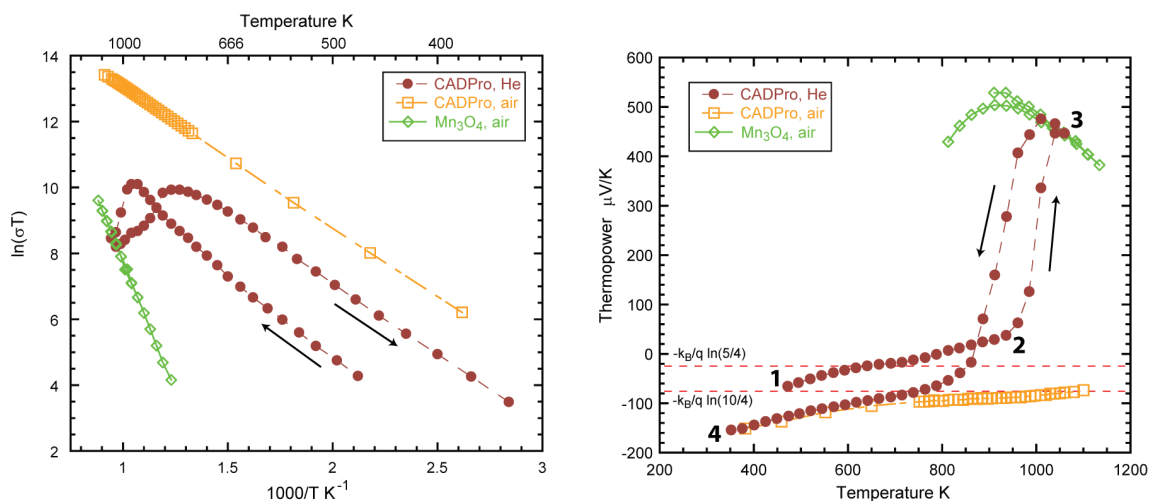 Temperature K
1000 666 500 400
14
12
10
8
6
4
2
ln(σT)
CADPro, He
CADPro, air
Mn₃O₄, air
1 1.5 2 2.5 3
1000/T K⁻¹
600
500
400
300
200
100
0
-100
-200
Thermopower μV/K
CADPro, He
CADPro, air
Mn₃O₄, air
3
2
-k_B/q ln(5/4)
1
-k_B/q ln(10/4)
4
200 400 600 800 1000 1200
Temperature K